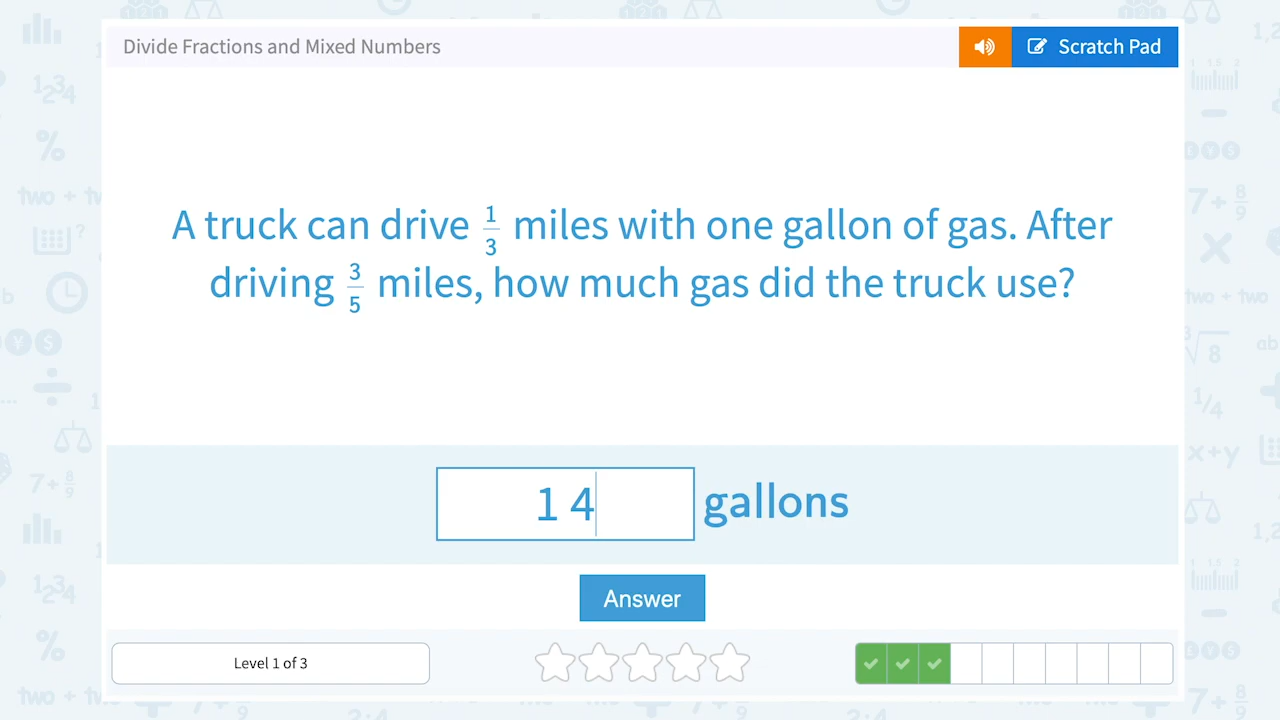 Divide Fractions and Mixed Numbers
Scratch Pad
A truck can drive 1/3 miles with one gallon of gas. After
driving 3/5 miles, how much gas did the truck use?
1 4 gallons
Answer
Level 1 of 3